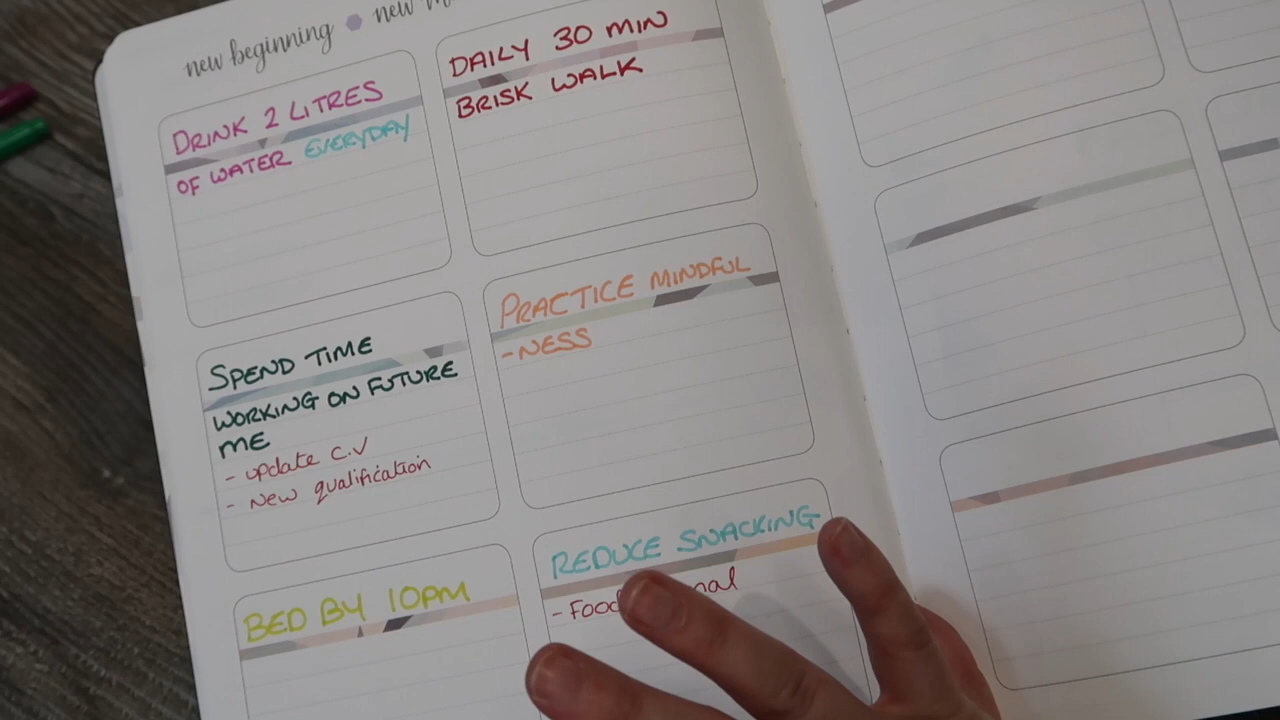 new beginning new
DRINK 2 LITRES
OF WATER EVERYDAY
DAILY 30 MIN
BRISK WALK
SPEND TIME
WORKING ON FUTURE
ME
- update C.V
- New qualification
PRACTICE MINDFUL
-NESS
BED BY 10PM
REDUCE SNACKING
- Food